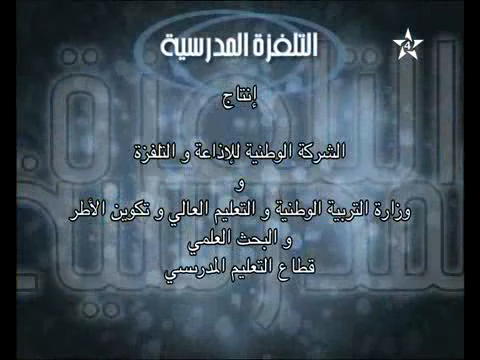 التلفزة المدرسية
4
إنتاج
الشركة الوطنية للإذاعة و التلفزة
و
وزارة التربية الوطنية و التعليم العالي و تكوين الأطر
و البحث العلمي
قطاع التعليم المدرسي